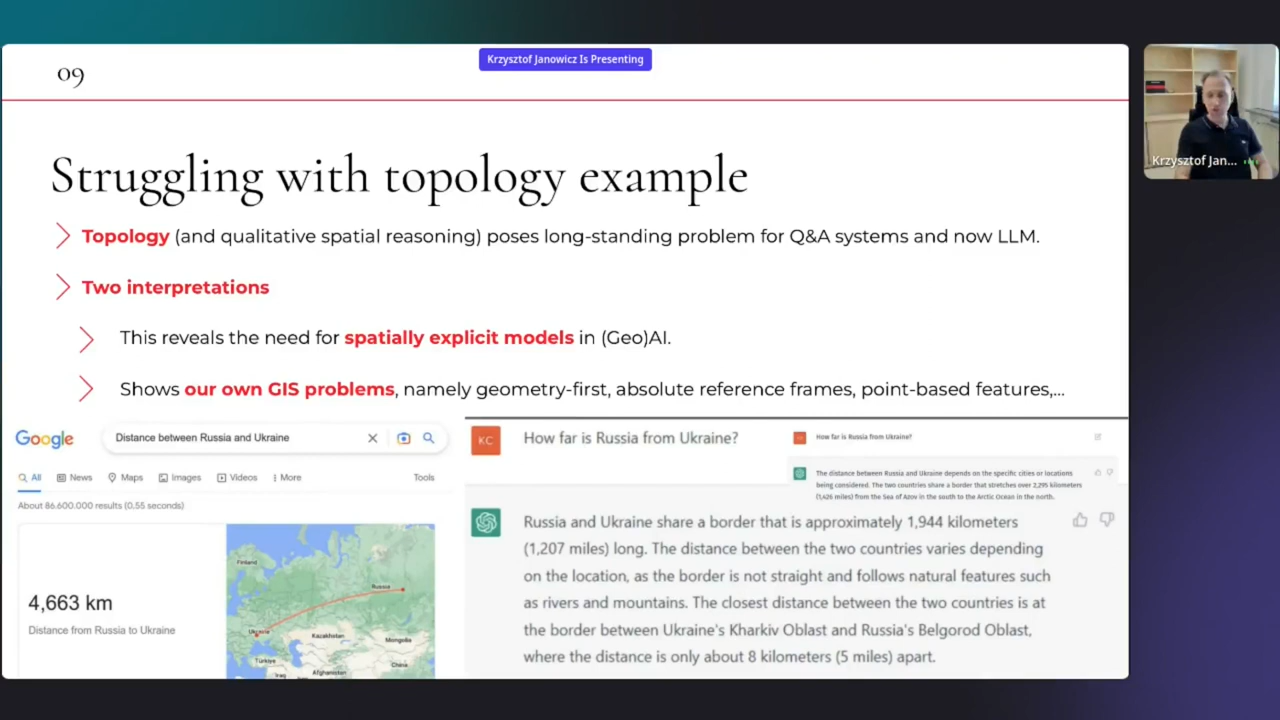 Krzysztof Janowicz Is Presenting
09
Struggling with topology example
Topology (and qualitative spatial reasoning) poses long-standing problem for Q&A systems and now LLM.
Two interpretations
This reveals the need for spatially explicit models in (Geo)AI.
Shows our own GIS problems, namely geometry-first, absolute reference frames, point-based features,...
Google
Distance between Russia and Ukraine
All News Maps Images Videos More Tools
About 86.600.000 results (0,55 seconds)
4,663 km
Distance from Russia to Ukraine
Finland
Russia
Ukraine
Kazakhstan
Mongolia
Türkiye
China
Iraq
Afghanistan
KC
How far is Russia from Ukraine?
KC
How far is Russia from Ukraine?
The distance between Russia and Ukraine depends on the specific cities or locations
being considered. The two countries share a border that stretches over 2,295 kilometers
(1,426 miles) from the Sea of Azov in the south to the Arctic Ocean in the north.
Russia and Ukraine share a border that is approximately 1,944 kilometers
(1,207 miles) long. The distance between the two countries varies depending
on the location, as the border is not straight and follows natural features such
as rivers and mountains. The closest distance between the two countries is at
the border between Ukraine's Kharkiv Oblast and Russia's Belgorod Oblast,
where the distance is only about 8 kilometers (5 miles) apart.
Krzysztof Jan...